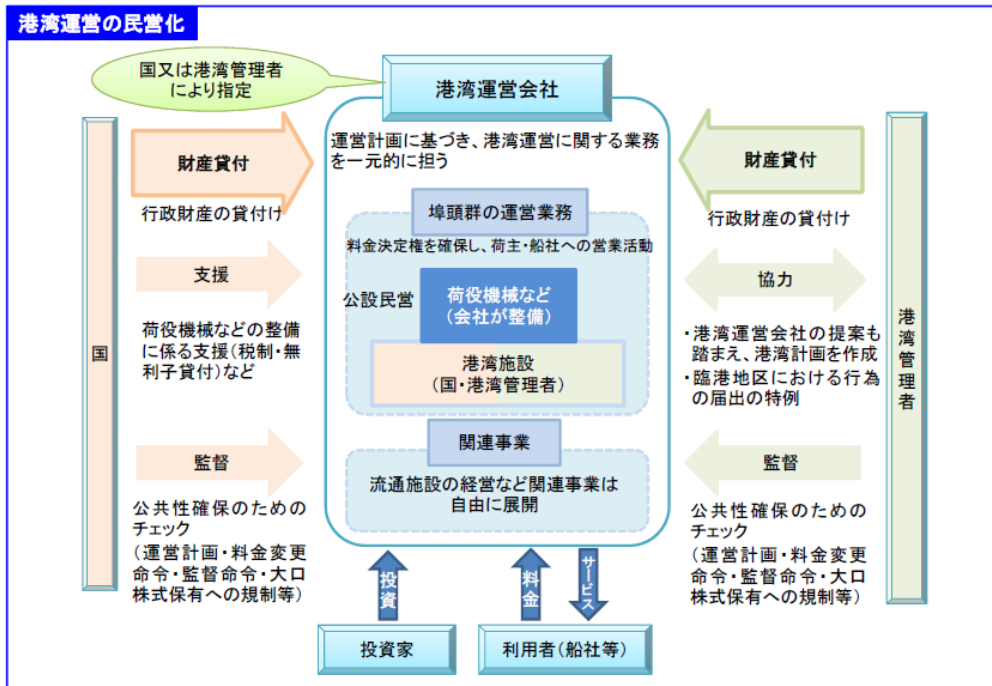 港湾運営の民営化
国又は港湾管理者
により指定
港湾運営会社
運営計画に基づき、港湾運営に関する業務
を一元的に担う
国
財産貸付
行政財産の貸付け
支援
荷役機械などの整備
に係る支援(税制・無
利子貸付)など
監督
公共性確保のための
チェック
(運営計画・料金変更
命令・監督命令・大口
株式保有への規制等)
埠頭群の運営業務
料金決定権を確保し、荷主・船社への営業活動
公設民営
荷役機械など
(会社が整備)
港湾施設
(国・港湾管理者)
関連事業
流通施設の経営など関連事業は
自由に展開
財産貸付
行政財産の貸付け
協力
・港湾運営会社の提案も
踏まえ、港湾計画を作成
・臨港地区における行為
の届出の特例
監督
公共性確保のための
チェック
(運営計画・料金変更
命令・監督命令・大口
株式保有への規制等)
港湾管理者
投資
料金
サービス
投資家
利用者(船社等)